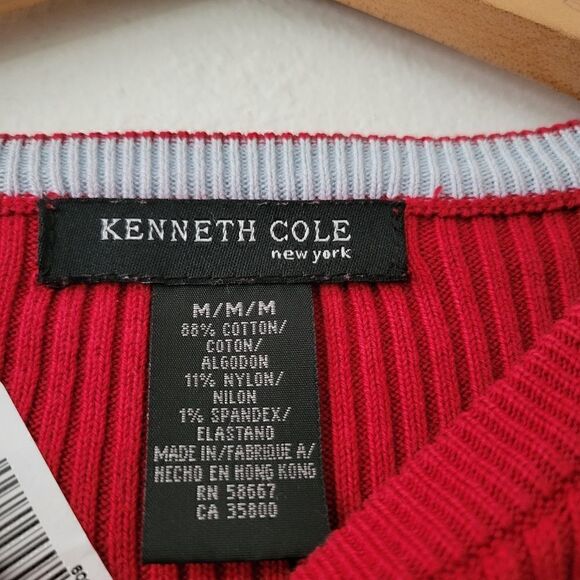 KENNETH COLE
new york
M/M/M
88% COTTON/
COTON/
ALGODON
11% NYLON/
NILON
1% SPANDEX/
ELASTANO
MADE IN/FABRIQUE A/
HECHO EN HONG KONG
RN 58667
CA 35800